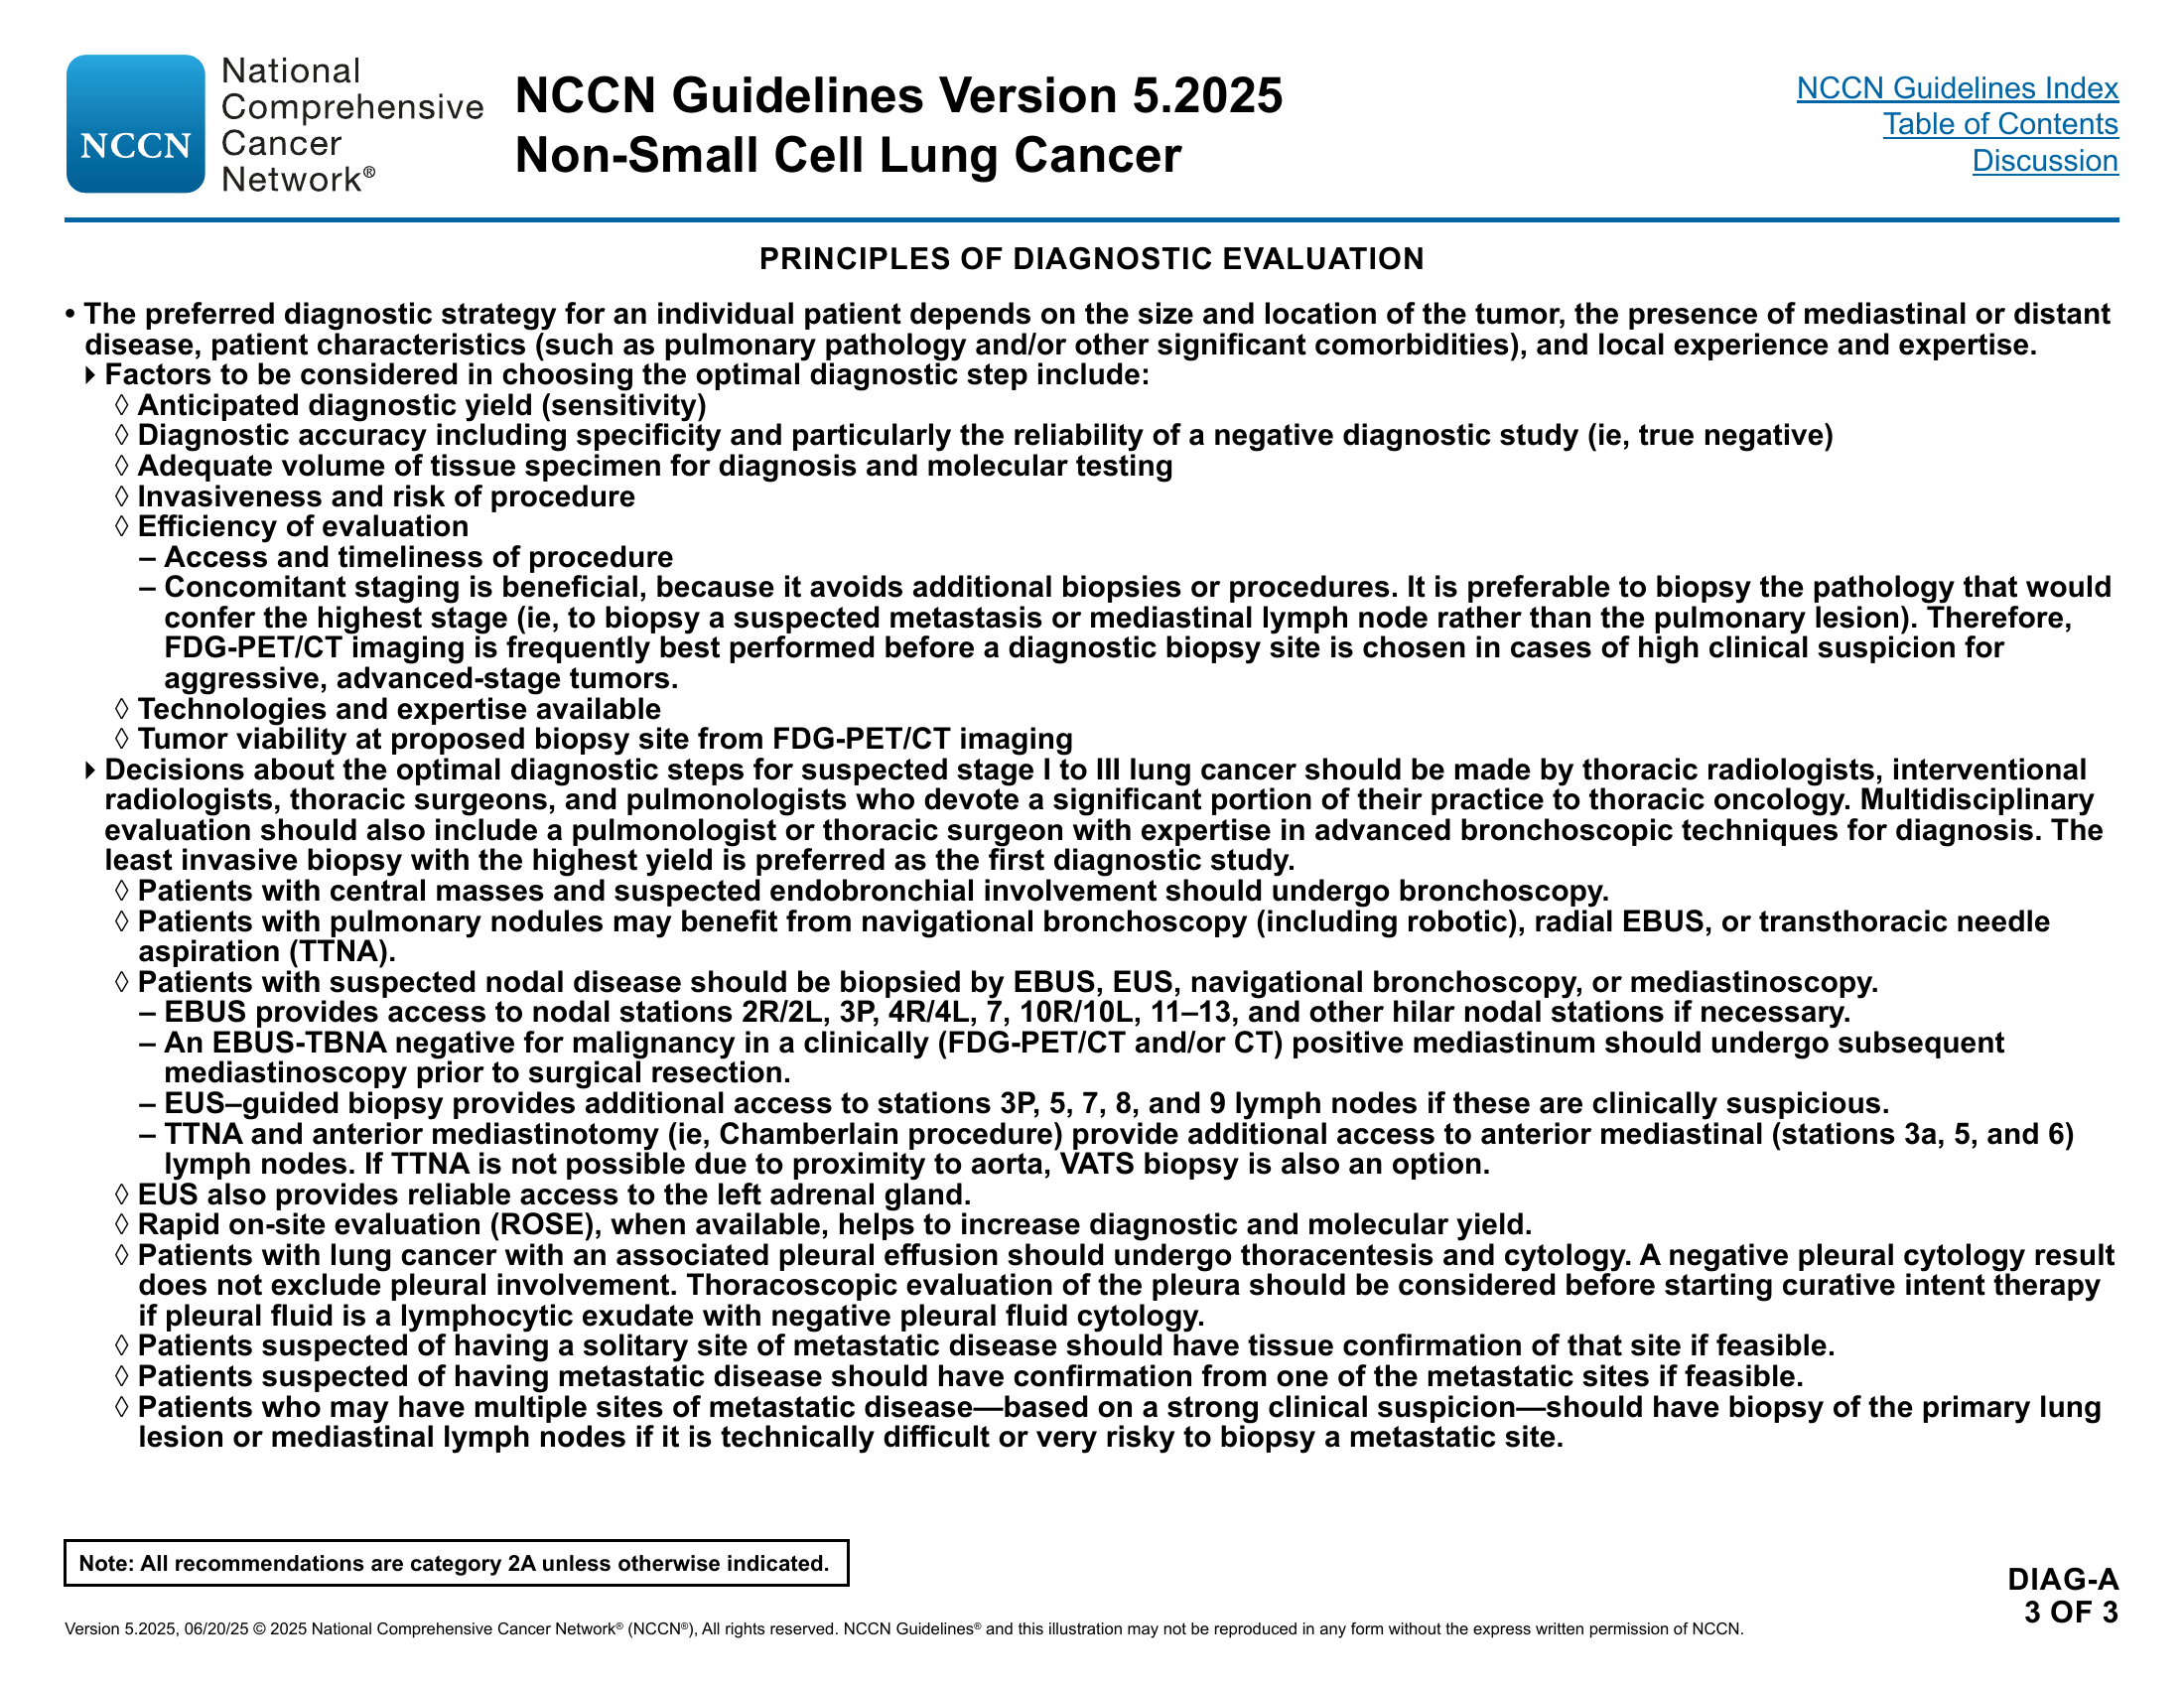 NCCN
National
Comprehensive
Cancer
Network®
NCCN Guidelines Version 5.2025
Non-Small Cell Lung Cancer
NCCN Guidelines Index
Table of Contents
Discussion
PRINCIPLES OF DIAGNOSTIC EVALUATION
• The preferred diagnostic strategy for an individual patient depends on the size and location of the tumor, the presence of mediastinal or distant
disease, patient characteristics (such as pulmonary pathology and/or other significant comorbidities), and local experience and expertise.
‣ Factors to be considered in choosing the optimal diagnostic step include:
◊ Anticipated diagnostic yield (sensitivity)
◊ Diagnostic accuracy including specificity and particularly the reliability of a negative diagnostic study (ie, true negative)
◊ Adequate volume of tissue specimen for diagnosis and molecular testing
◊ Invasiveness and risk of procedure
◊ Efficiency of evaluation
– Access and timeliness of procedure
– Concomitant staging is beneficial, because it avoids additional biopsies or procedures. It is preferable to biopsy the pathology that would
confer the highest stage (ie, to biopsy a suspected metastasis or mediastinal lymph node rather than the pulmonary lesion). Therefore,
FDG-PET/CT imaging is frequently best performed before a diagnostic biopsy site is chosen in cases of high clinical suspicion for
aggressive, advanced-stage tumors.
◊ Technologies and expertise available
◊ Tumor viability at proposed biopsy site from FDG-PET/CT imaging
‣ Decisions about the optimal diagnostic steps for suspected stage I to III lung cancer should be made by thoracic radiologists, interventional
radiologists, thoracic surgeons, and pulmonologists who devote a significant portion of their practice to thoracic oncology. Multidisciplinary
evaluation should also include a pulmonologist or thoracic surgeon with expertise in advanced bronchoscopic techniques for diagnosis. The
least invasive biopsy with the highest yield is preferred as the first diagnostic study.
◊ Patients with central masses and suspected endobronchial involvement should undergo bronchoscopy.
◊ Patients with pulmonary nodules may benefit from navigational bronchoscopy (including robotic), radial EBUS, or transthoracic needle
aspiration (TTNA).
◊ Patients with suspected nodal disease should be biopsied by EBUS, EUS, navigational bronchoscopy, or mediastinoscopy.
– EBUS provides access to nodal stations 2R/2L, 3P, 4R/4L, 7, 10R/10L, 11–13, and other hilar nodal stations if necessary.
– An EBUS-TBNA negative for malignancy in a clinically (FDG-PET/CT and/or CT) positive mediastinum should undergo subsequent
mediastinoscopy prior to surgical resection.
– EUS–guided biopsy provides additional access to stations 3P, 5, 7, 8, and 9 lymph nodes if these are clinically suspicious.
– TTNA and anterior mediastinotomy (ie, Chamberlain procedure) provide additional access to anterior mediastinal (stations 3a, 5, and 6)
lymph nodes. If TTNA is not possible due to proximity to aorta, VATS biopsy is also an option.
◊ EUS also provides reliable access to the left adrenal gland.
◊ Rapid on-site evaluation (ROSE), when available, helps to increase diagnostic and molecular yield.
◊ Patients with lung cancer with an associated pleural effusion should undergo thoracentesis and cytology. A negative pleural cytology result
does not exclude pleural involvement. Thoracoscopic evaluation of the pleura should be considered before starting curative intent therapy
if pleural fluid is a lymphocytic exudate with negative pleural fluid cytology.
◊ Patients suspected of having a solitary site of metastatic disease should have tissue confirmation of that site if feasible.
◊ Patients suspected of having metastatic disease should have confirmation from one of the metastatic sites if feasible.
◊ Patients who may have multiple sites of metastatic disease—based on a strong clinical suspicion—should have biopsy of the primary lung
lesion or mediastinal lymph nodes if it is technically difficult or very risky to biopsy a metastatic site.
Note: All recommendations are category 2A unless otherwise indicated.
DIAG-A
3 OF 3
Version 5.2025, 06/20/25 © 2025 National Comprehensive Cancer Network® (NCCN®), All rights reserved. NCCN Guidelines® and this illustration may not be reproduced in any form without the express written permission of NCCN.